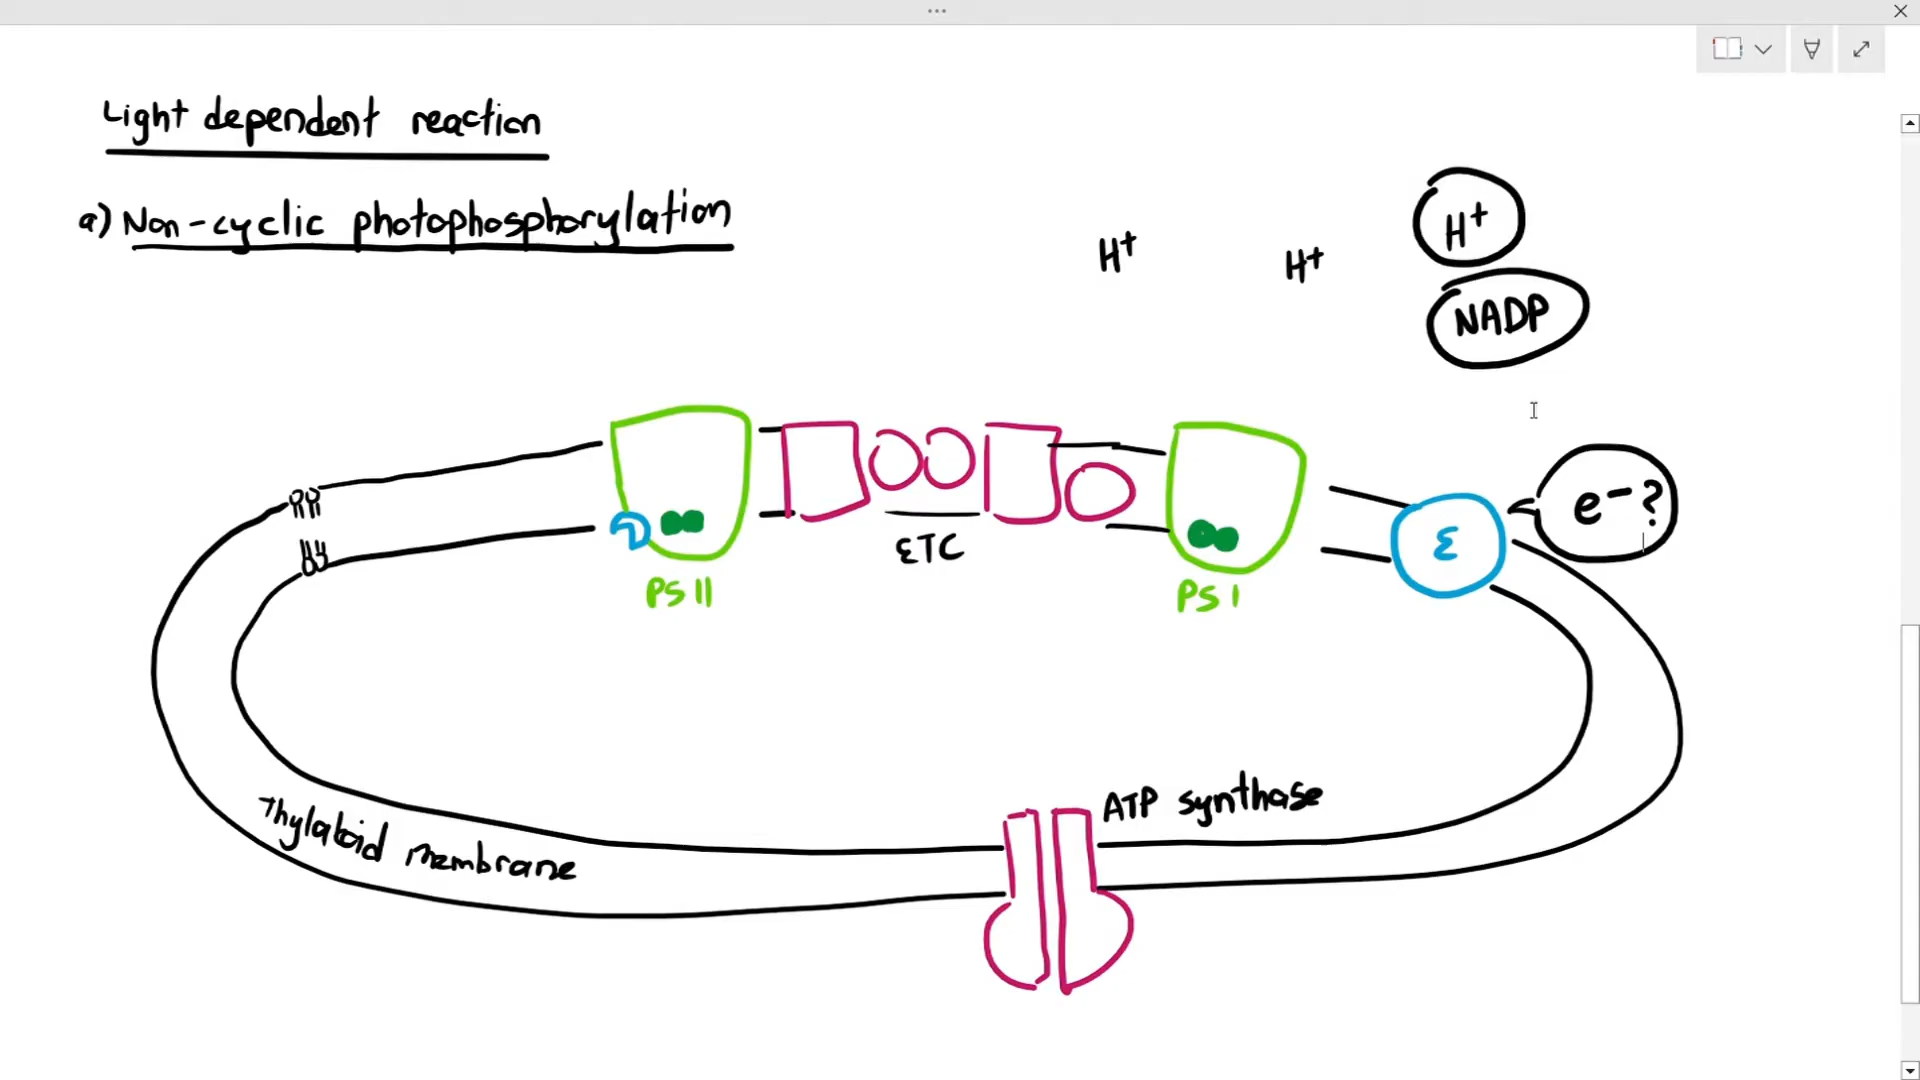 Light dependent reaction
a) Non-cyclic photophosphorylation
H+
H+
H+
NADP
e-?
ETC
E
PS II
PS I
ATP synthase
Thylakoid membrane